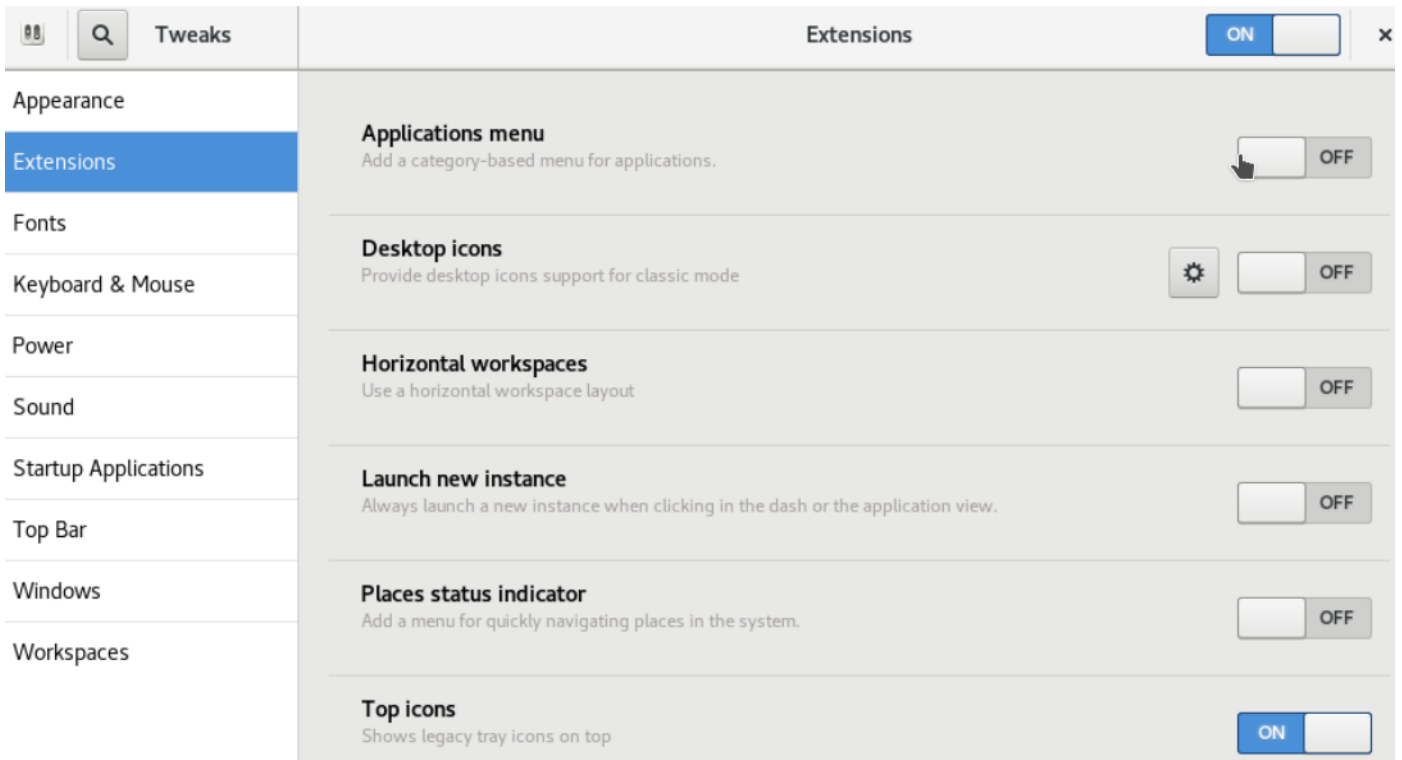 Tweaks
Extensions
ON
Appearance
Extensions
Fonts
Keyboard & Mouse
Power
Sound
Startup Applications
Top Bar
Windows
Workspaces
Applications menu
Add a category-based menu for applications.
OFF
Desktop icons
Provide desktop icons support for classic mode
OFF
Horizontal workspaces
Use a horizontal workspace layout
OFF
Launch new instance
Always launch a new instance when clicking in the dash or the application view.
OFF
Places status indicator
Add a menu for quickly navigating places in the system.
OFF
Top icons
Shows legacy tray icons on top
ON